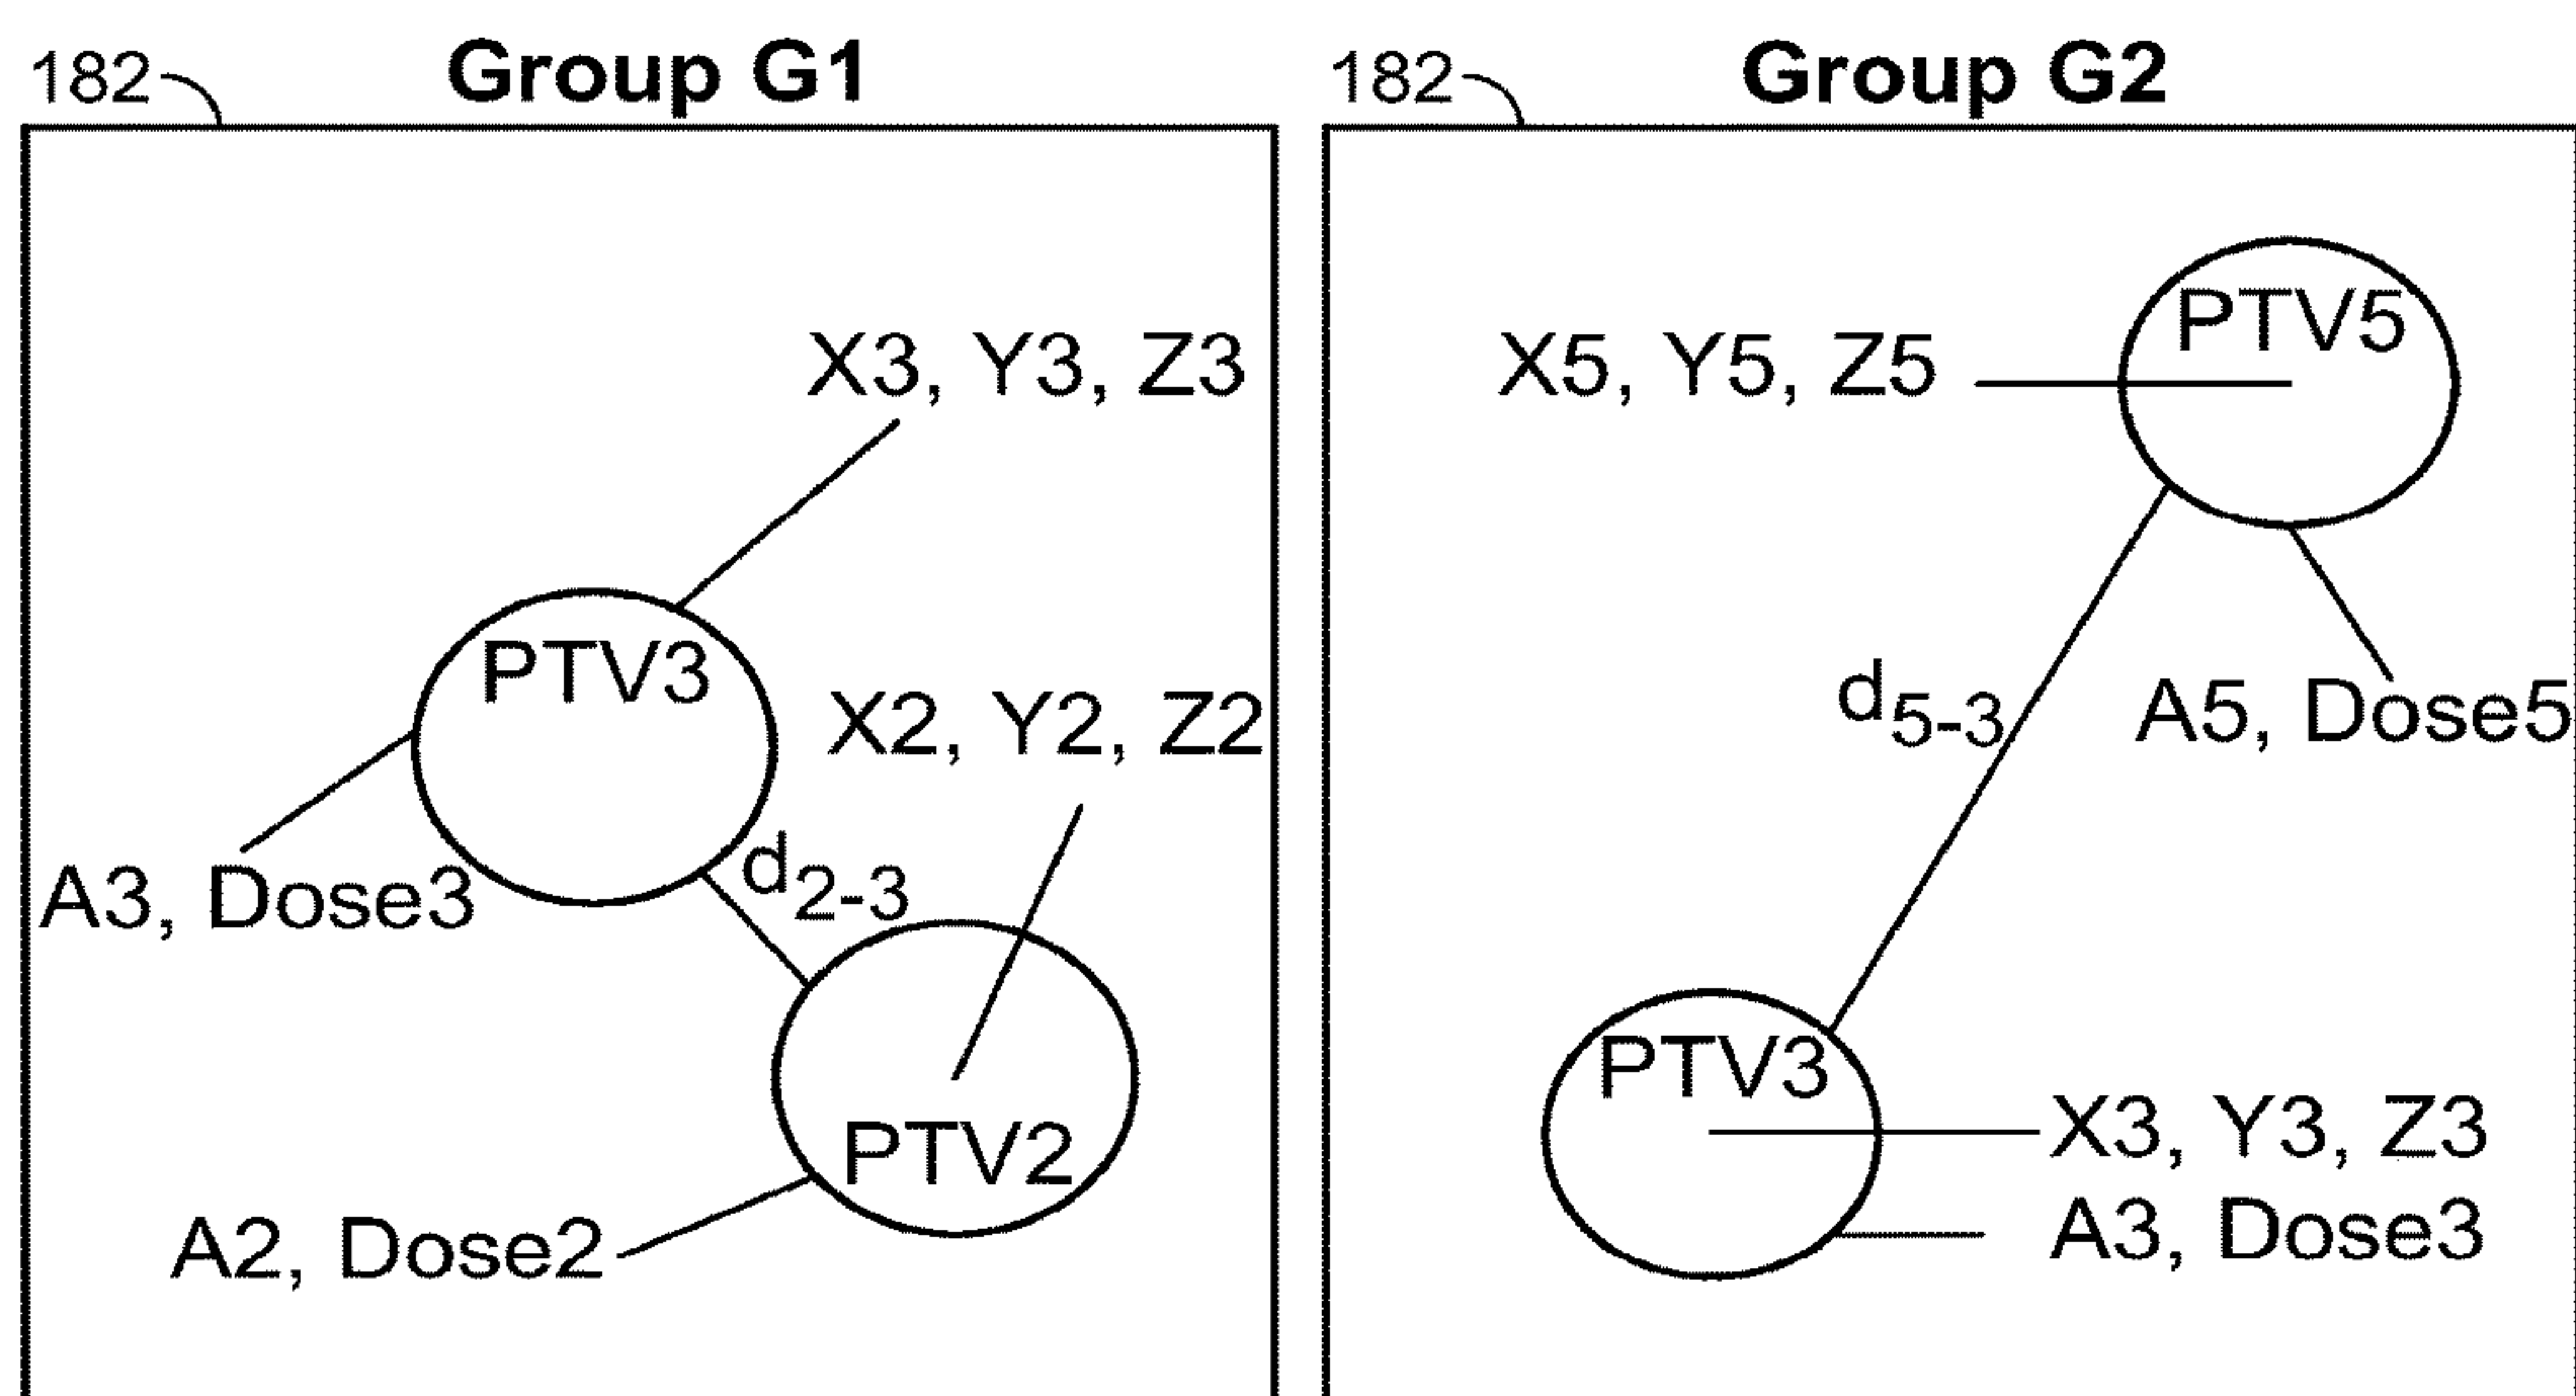 182
Group G1
X3, Y3, Z3
PTV3
X2, Y2, Z2
d2-3
A3, Dose3
PTV2
A2, Dose2
182
Group G2
PTV5
X5, Y5, Z5
d5-3
A5, Dose5
PTV3
X3, Y3, Z3
A3, Dose3